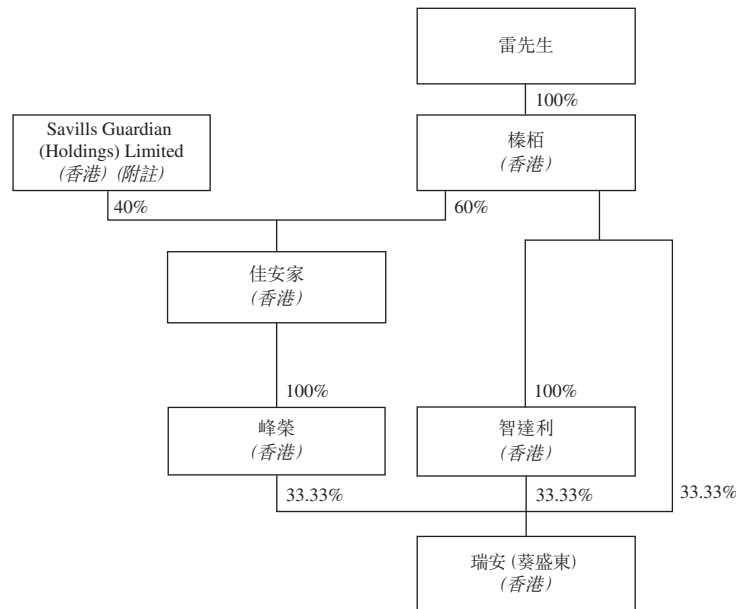 雷先生
100%
Savills Guardian
(Holdings) Limited
(香港) (附註)
榛栢
(香港)
40%
60%
佳安家
(香港)
100%
100%
峰榮
(香港)
智達利
(香港)
33.33%
33.33%
33.33%
瑞安 (葵盛東)
(香港)